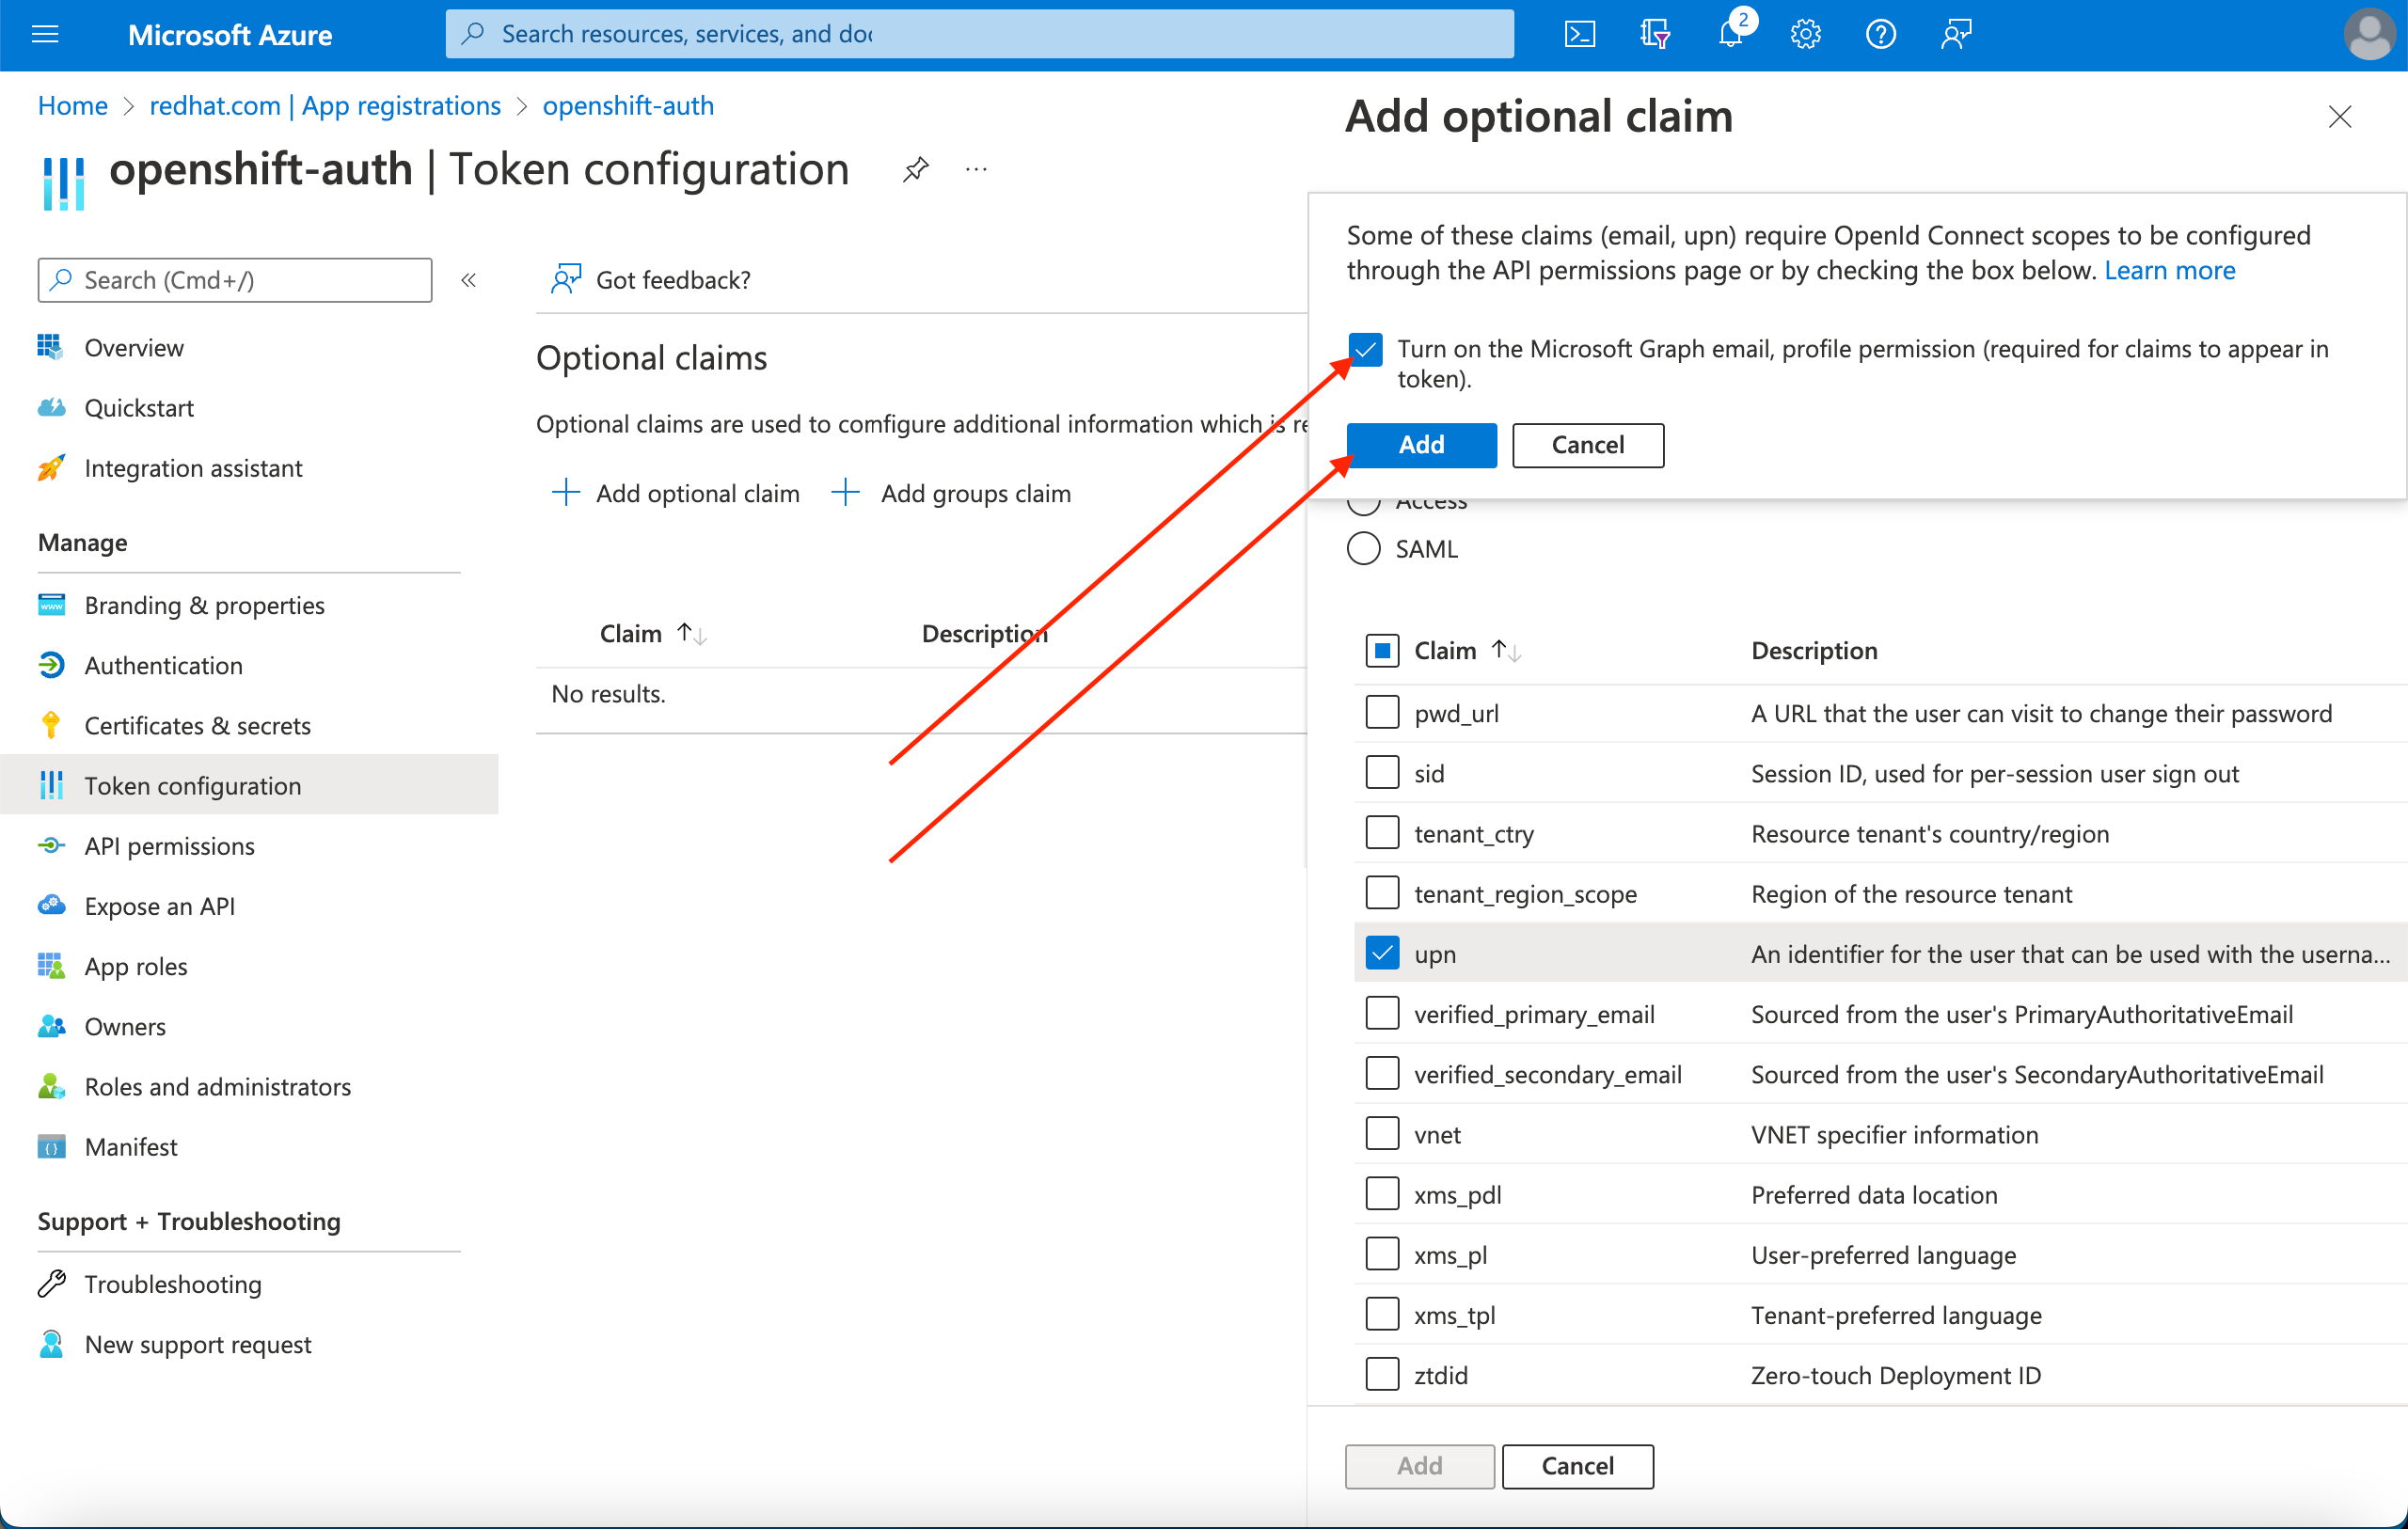 Microsoft Azure
Search resources, services, and doc
2
Home > redhat.com | App registrations > openshift-auth
openshift-auth | Token configuration
...
Search (Cmd+/)
«
Overview
Quickstart
Integration assistant
Manage
Branding & properties
Authentication
Certificates & secrets
Token configuration
API permissions
Expose an API
App roles
Owners
Roles and administrators
Manifest
Support + Troubleshooting
Troubleshooting
New support request
Got feedback?
Optional claims
Optional claims are used to comfigure additional information which is re
Add optional claim
Add groups claim
Claim
Description
No results.
Add optional claim
Some of these claims (email, upn) require OpenId Connect scopes to be configured
through the API permissions page or by checking the box below. Learn more
Turn on the Microsoft Graph email, profile permission (required for claims to appear in
token).
Add
Cancel
Access
SAML
Claim
Description
pwd_url
A URL that the user can visit to change their password
sid
Session ID, used for per-session user sign out
tenant_ctry
Resource tenant's country/region
tenant_region_scope
Region of the resource tenant
upn
An identifier for the user that can be used with the userna...
verified_primary_email
Sourced from the user's PrimaryAuthoritativeEmail
verified_secondary_email
Sourced from the user's SecondaryAuthoritativeEmail
vnet
VNET specifier information
xms_pdl
Preferred data location
xms_pl
User-preferred language
xms_tpl
Tenant-preferred language
ztdid
Zero-touch Deployment ID
Add
Cancel